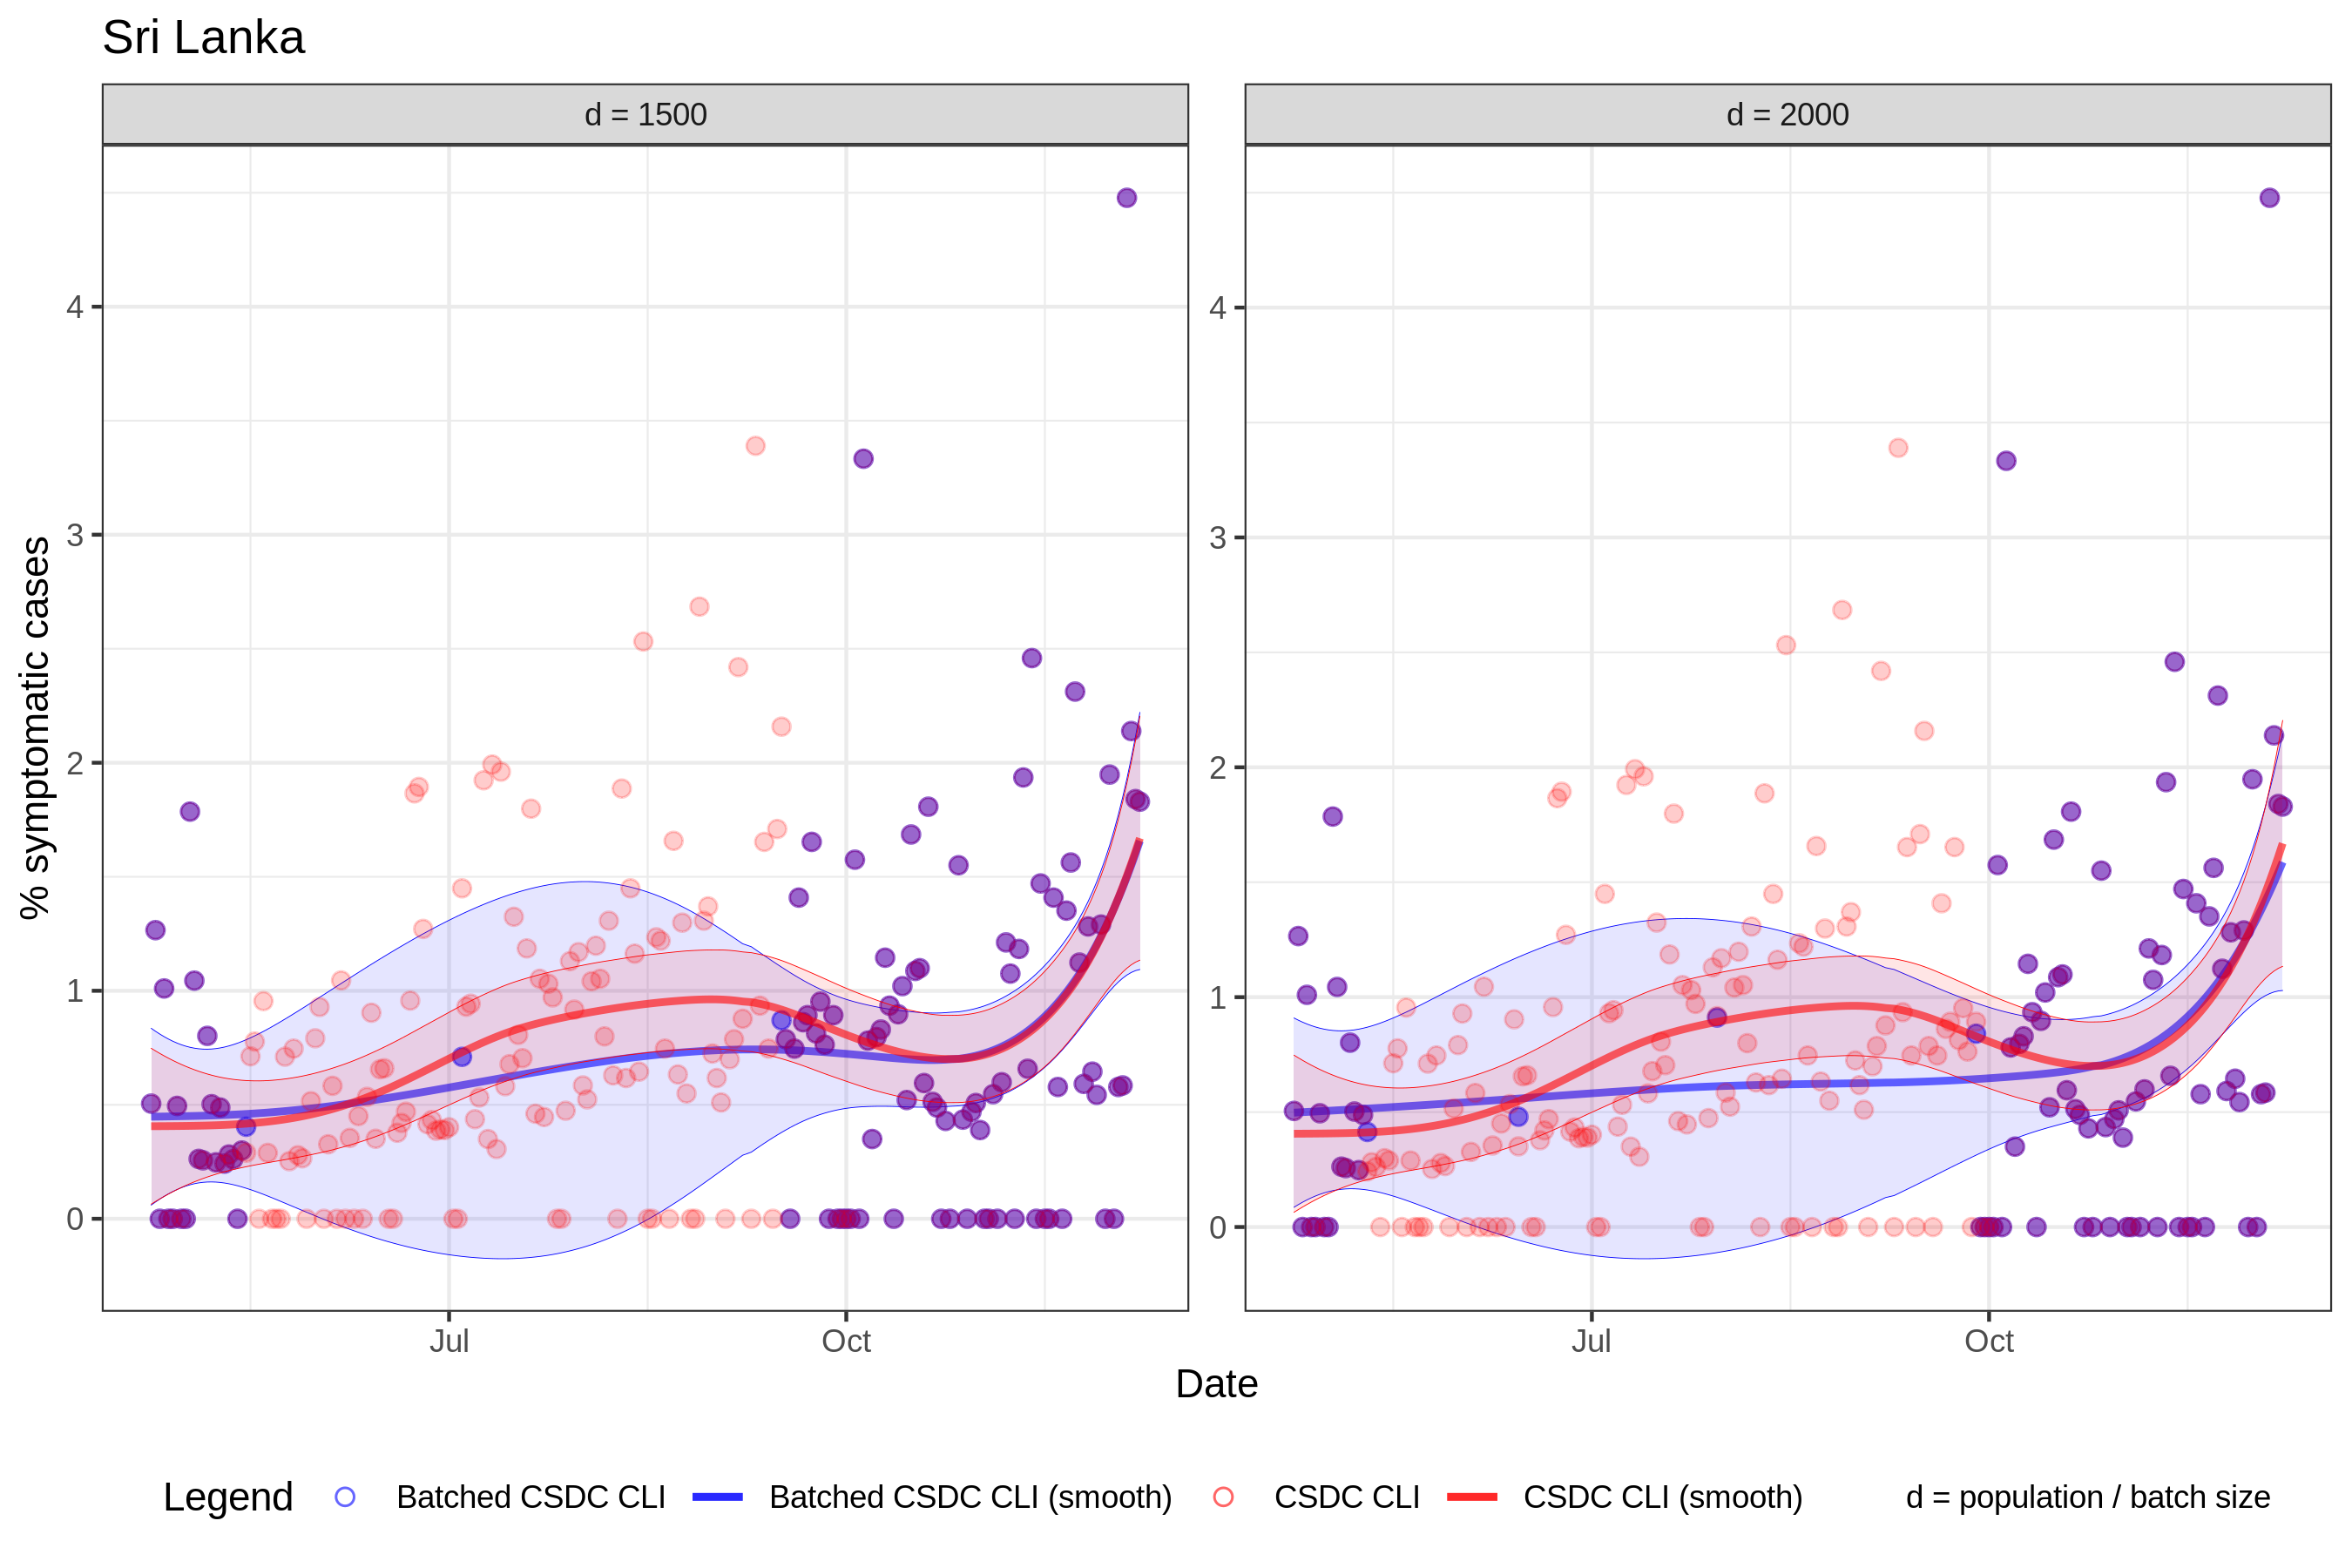 Sri Lanka
d = 1500
d = 2000
% symptomatic cases
4
3
2
1
0
4
3
2
1
0
Jul
Oct
Jul
Oct
Date
Legend
Batched CSDC CLI
Batched CSDC CLI (smooth)
CSDC CLI
CSDC CLI (smooth)
d = population / batch size